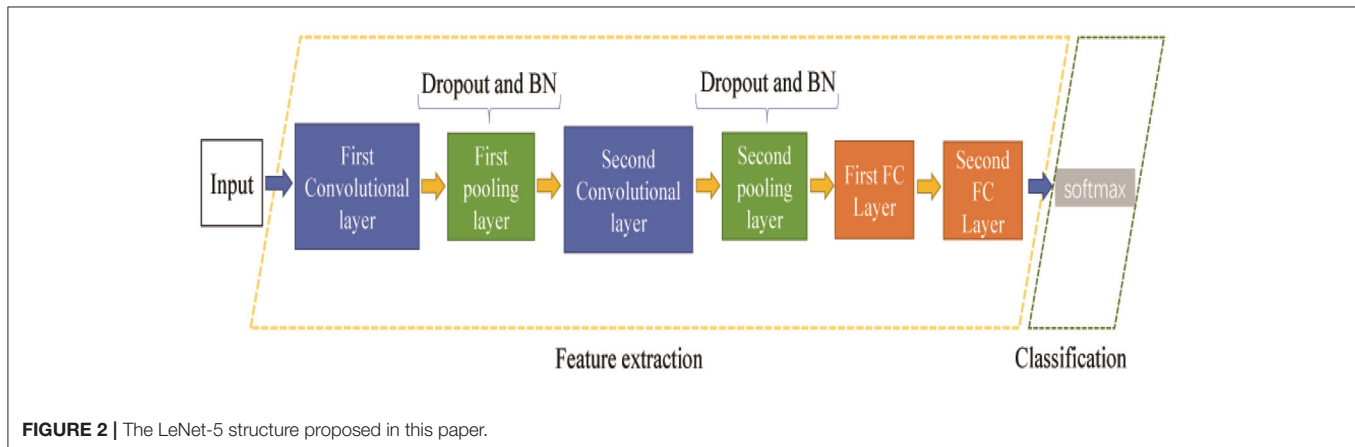 Dropout and BN
Dropout and BN
Input
First
Convolutional
layer
First
pooling
layer
Second
Convolutional
layer
Second
pooling
layer
First FC
Layer
Second
FC
Layer
softmax
Feature extraction
Classification
FIGURE 2 | The LeNet-5 structure proposed in this paper.